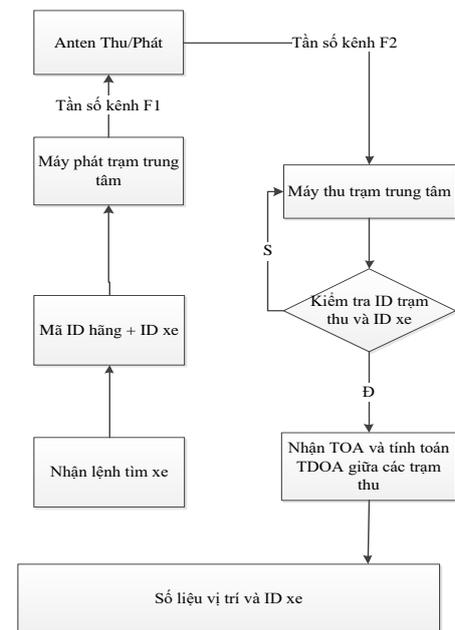 Anten Thu/Phát
Tần số kênh F2
Tần số kênh F1
Máy phát trạm trung
tâm
Máy thu trạm trung tâm
S
Mã ID hãng + ID xe
Kiểm tra ID trạm
thu và ID xe
Đ
Nhận lệnh tìm xe
Nhận TOA và tính toán
TDOA giữa các trạm
thu
Số liệu vị trí và ID xe